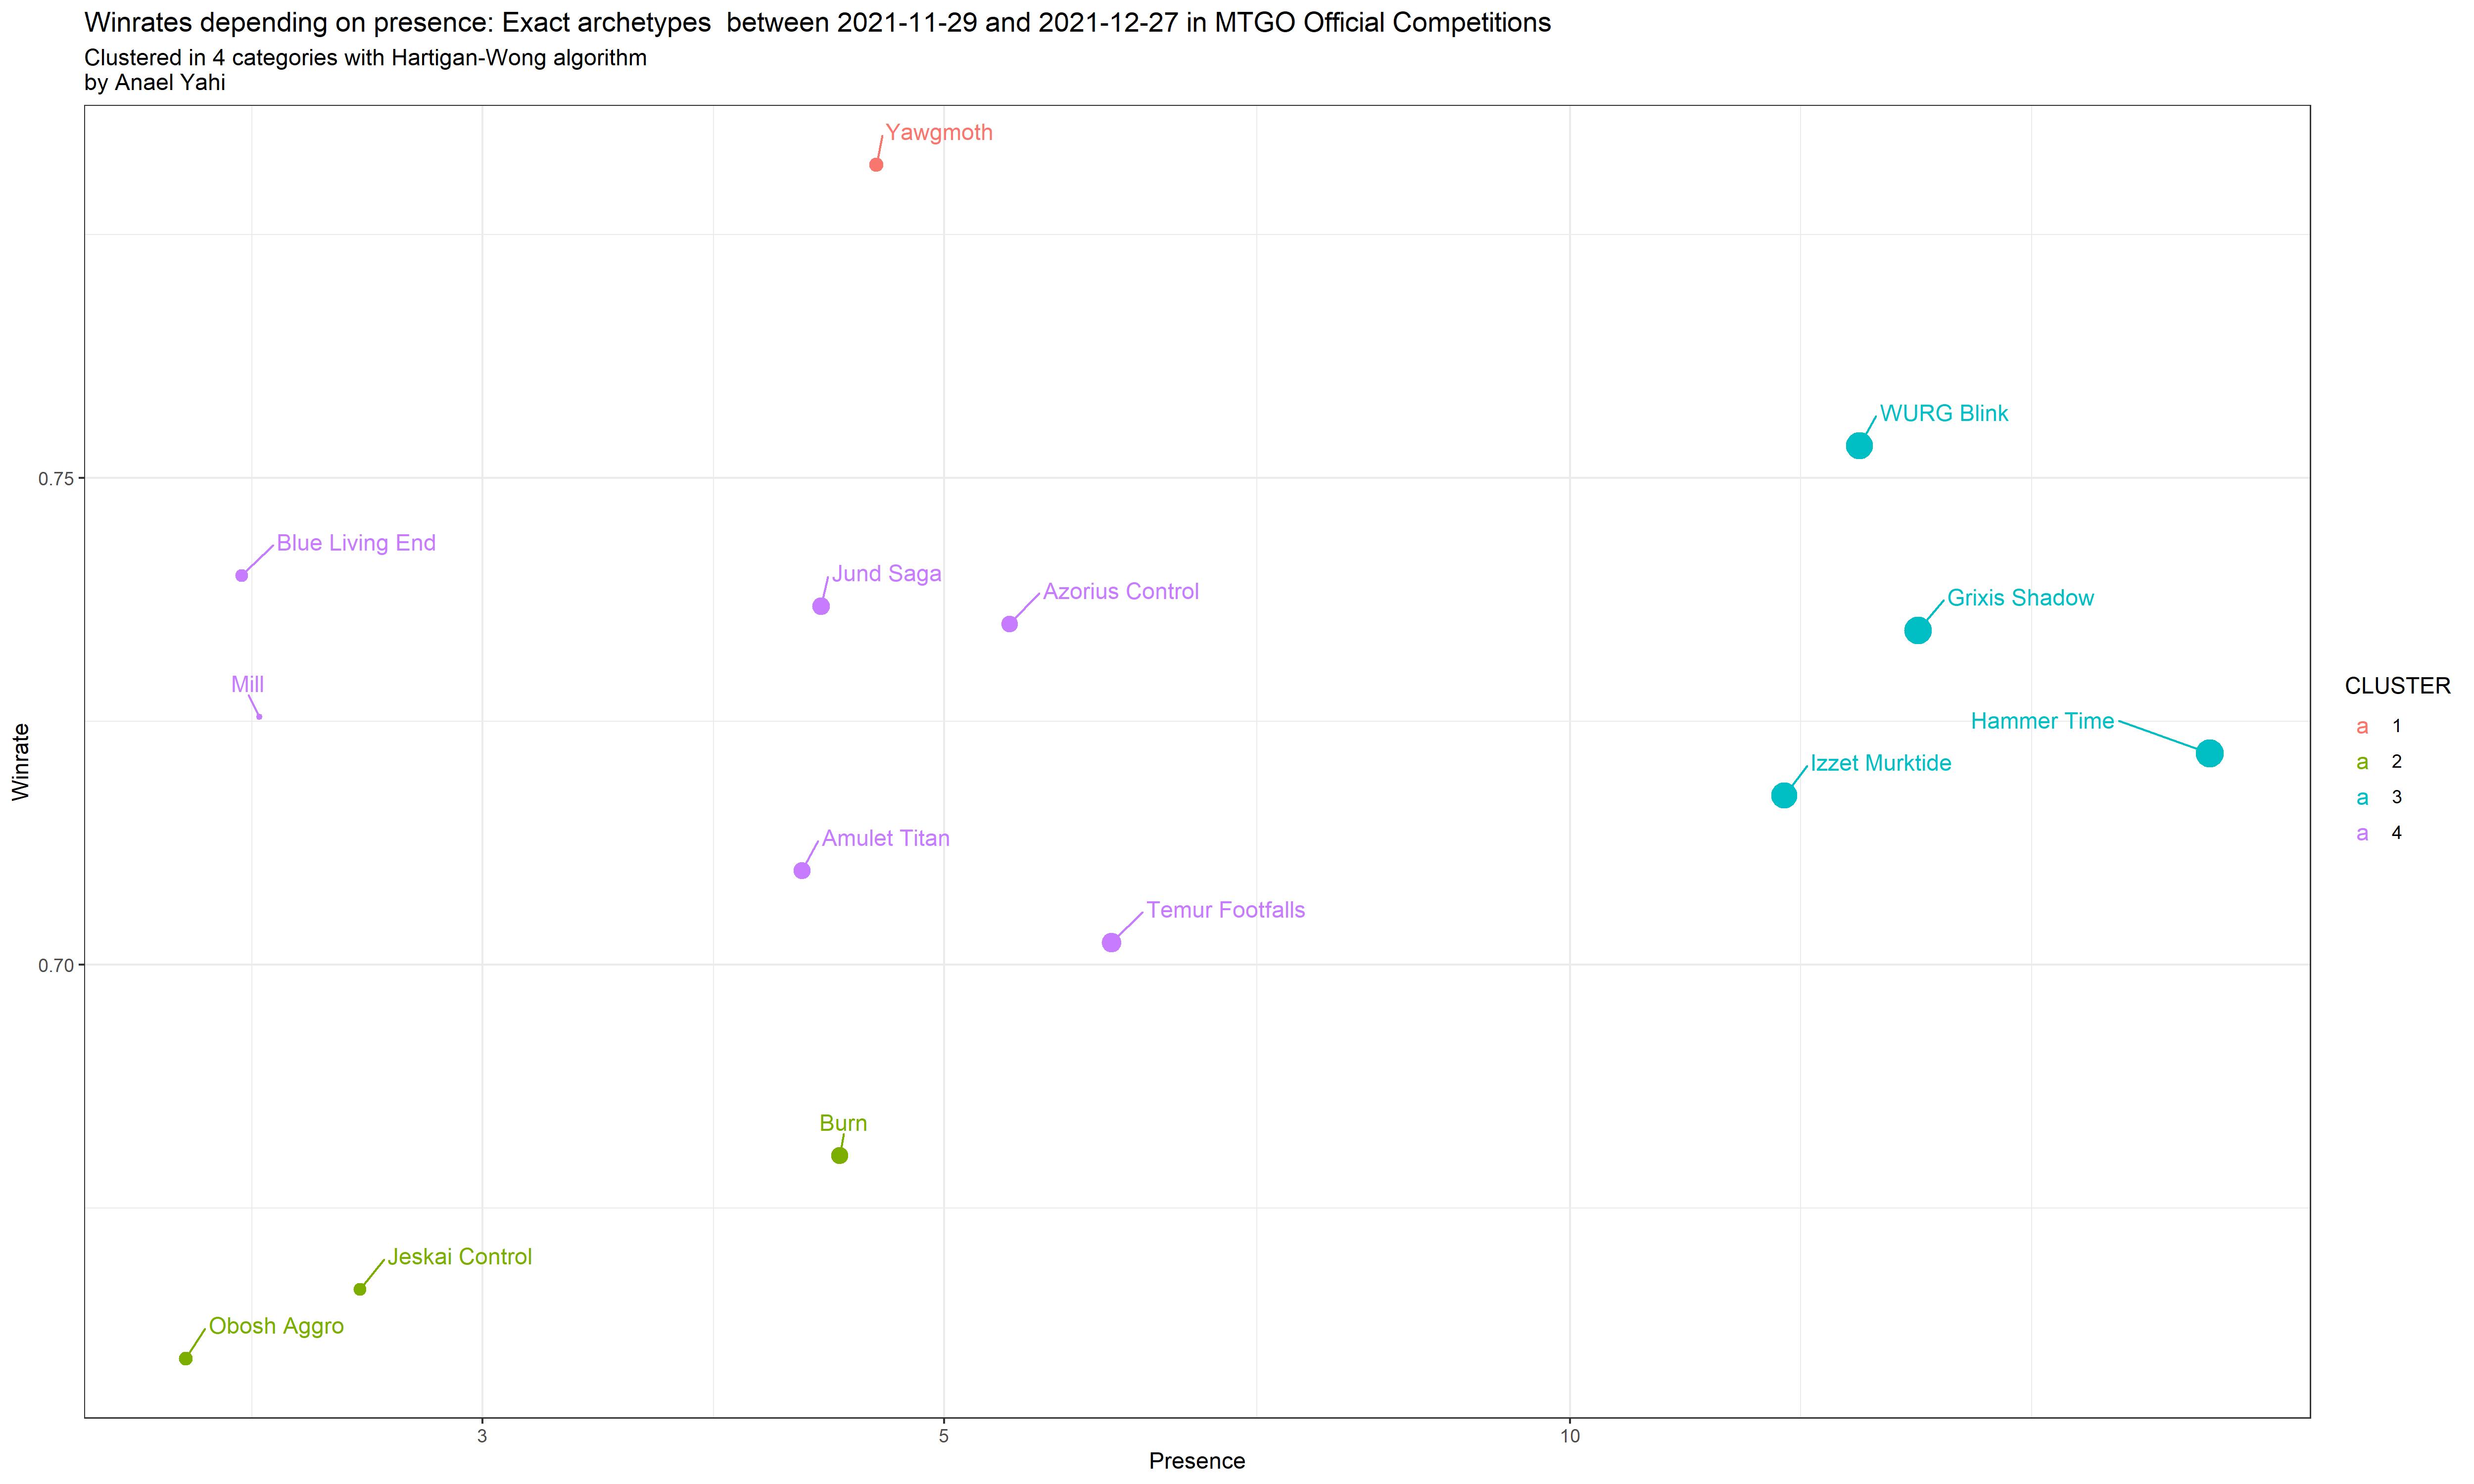 Winrates depending on presence: Exact archetypes  between 2021-11-29 and 2021-12-27 in MTGO Official Competitions
Clustered in 4 categories with Hartigan-Wong algorithm
by Anael Yahi
Yawgmoth
WURG Blink
0.75
Blue Living End
Jund Saga
Azorius Control
Grixis Shadow
Mill
Hammer Time
Izzet Murktide
Winrate
Amulet Titan
Temur Footfalls
0.70
Burn
Jeskai Control
Obosh Aggro
3
5
10
Presence
CLUSTER
a 1
a 2
a 3
a 4